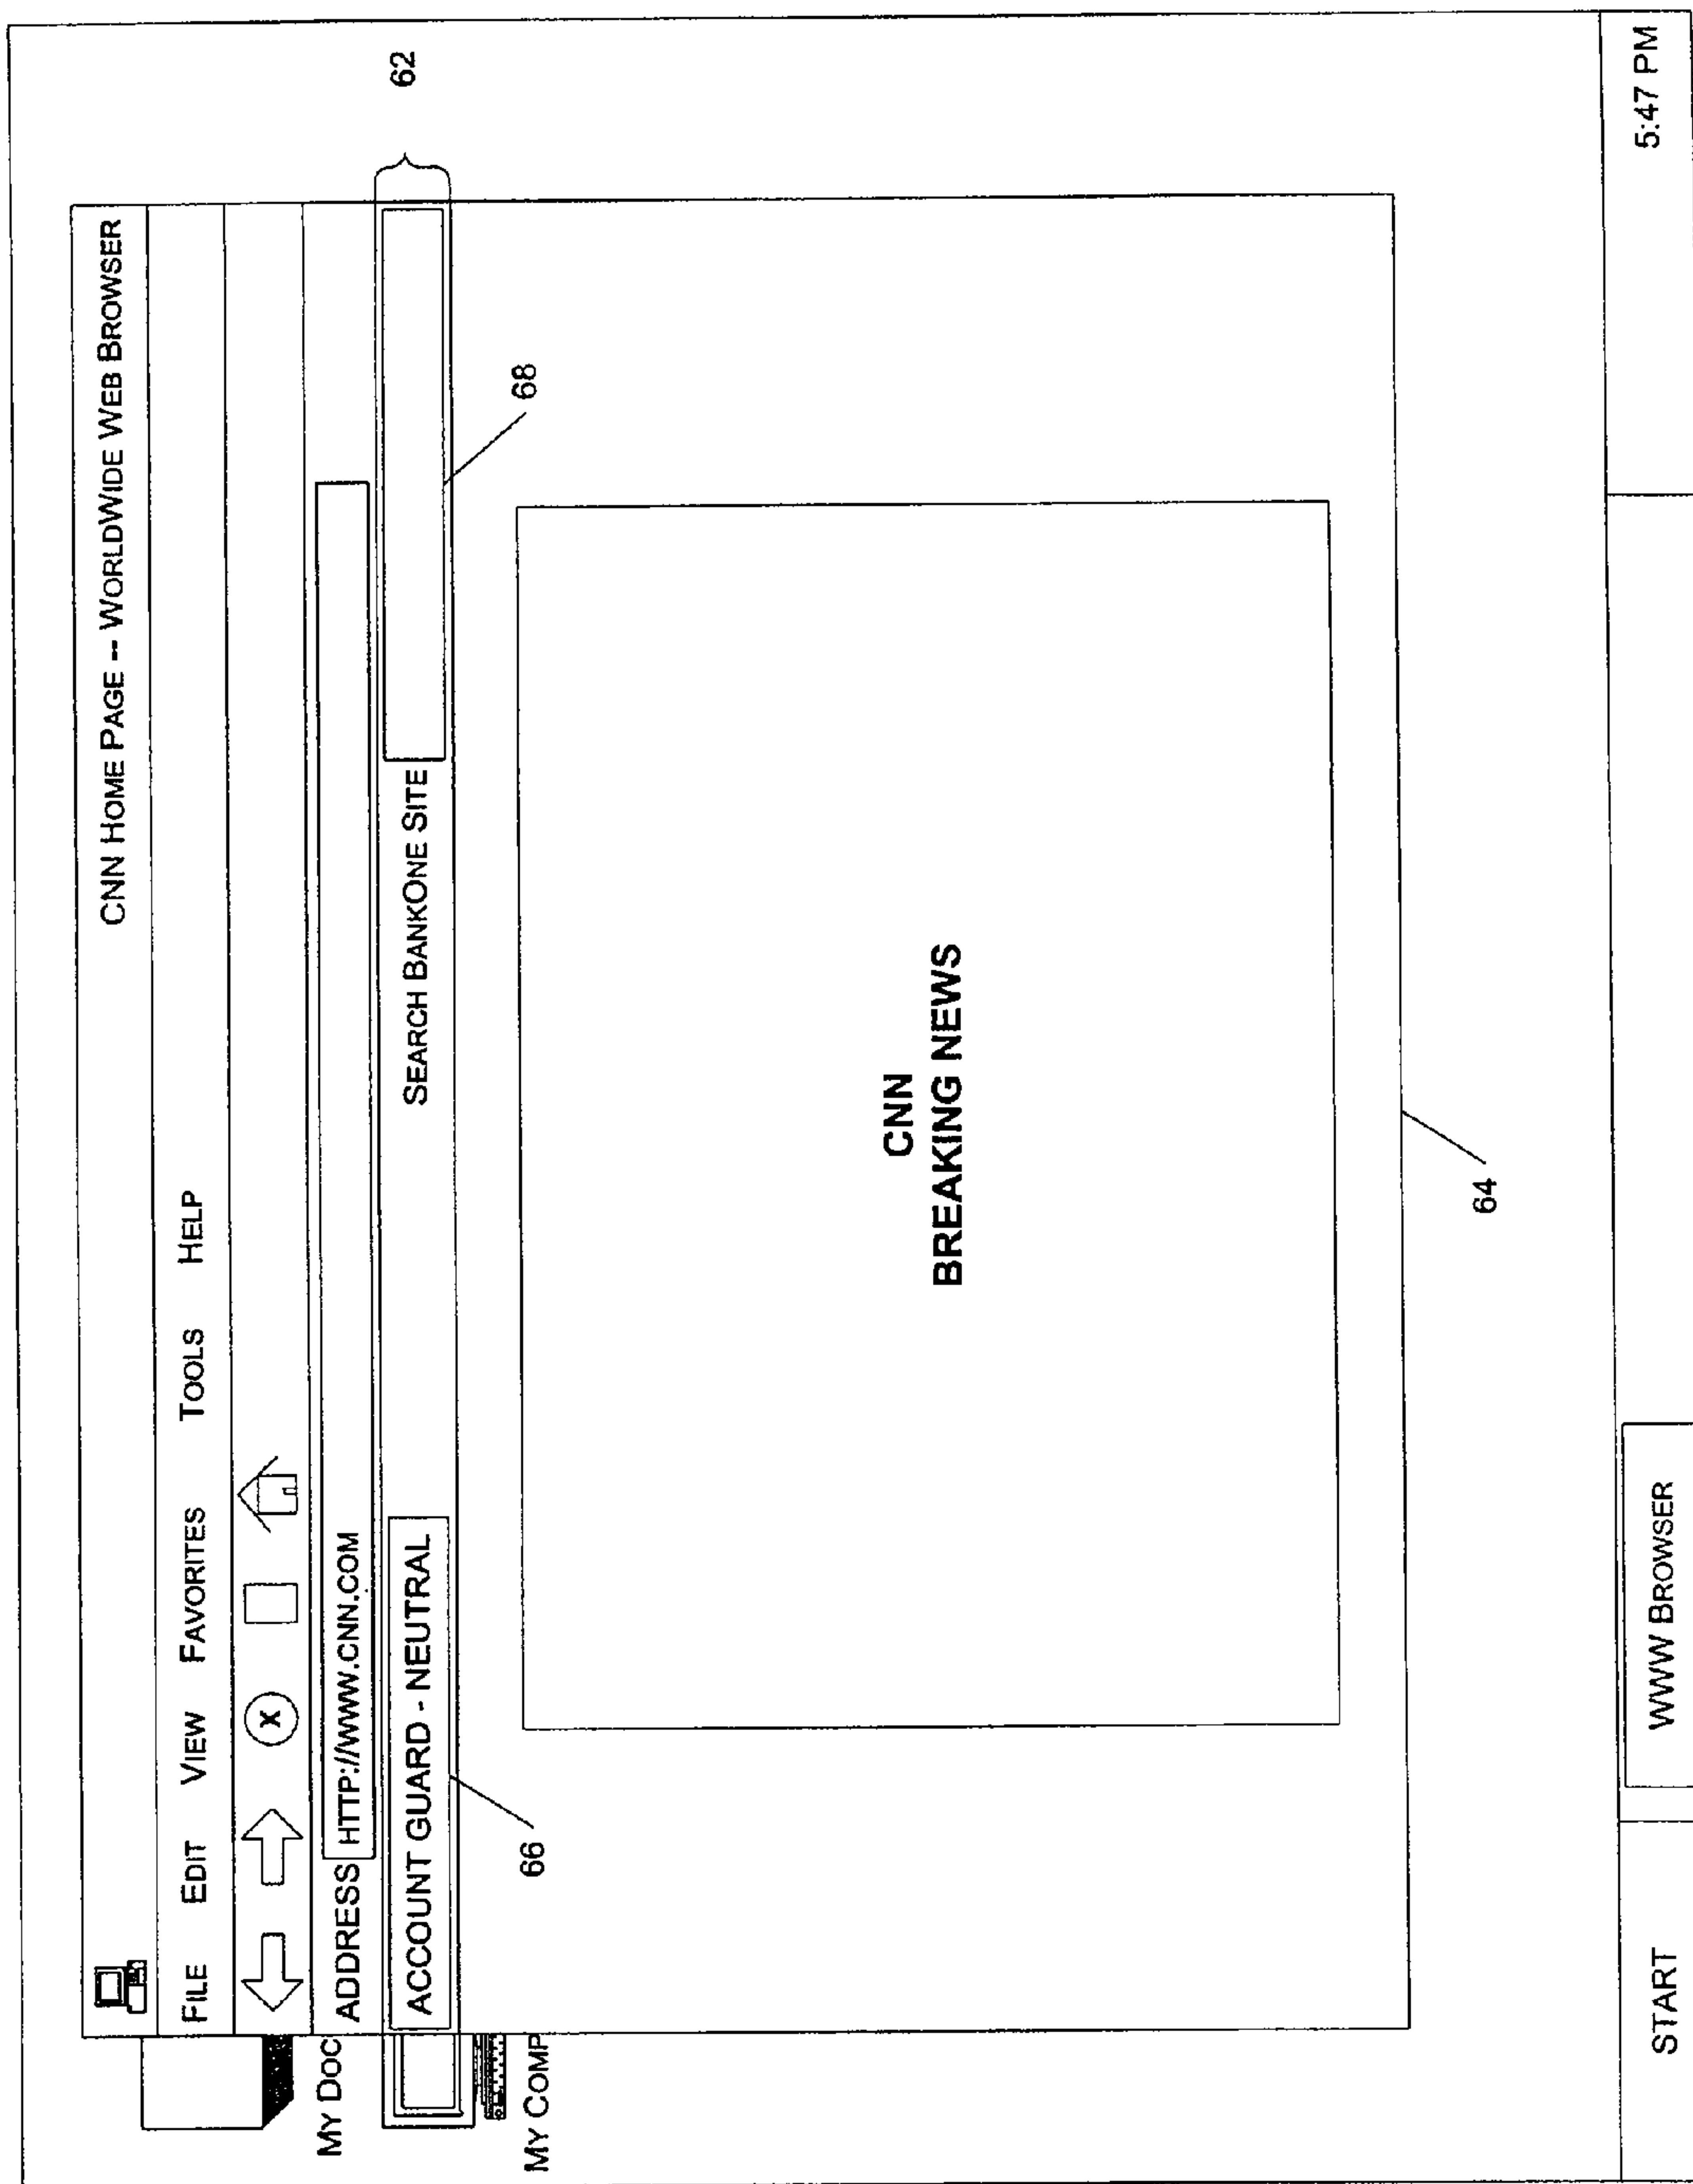 CNN HOME PAGE -- WORLDWIDE WEB BROWSER
FILE EDIT VIEW FAVORITES TOOLS HELP
X
ADDRESS HTTP://WWW.CNN.COM
ACCOUNT GUARD - NEUTRAL SEARCH BANKONE SITE
62
66
68
MY DOC
MY COMP
CNN
BREAKING NEWS
64
START WWW BROWSER 5:47 PM